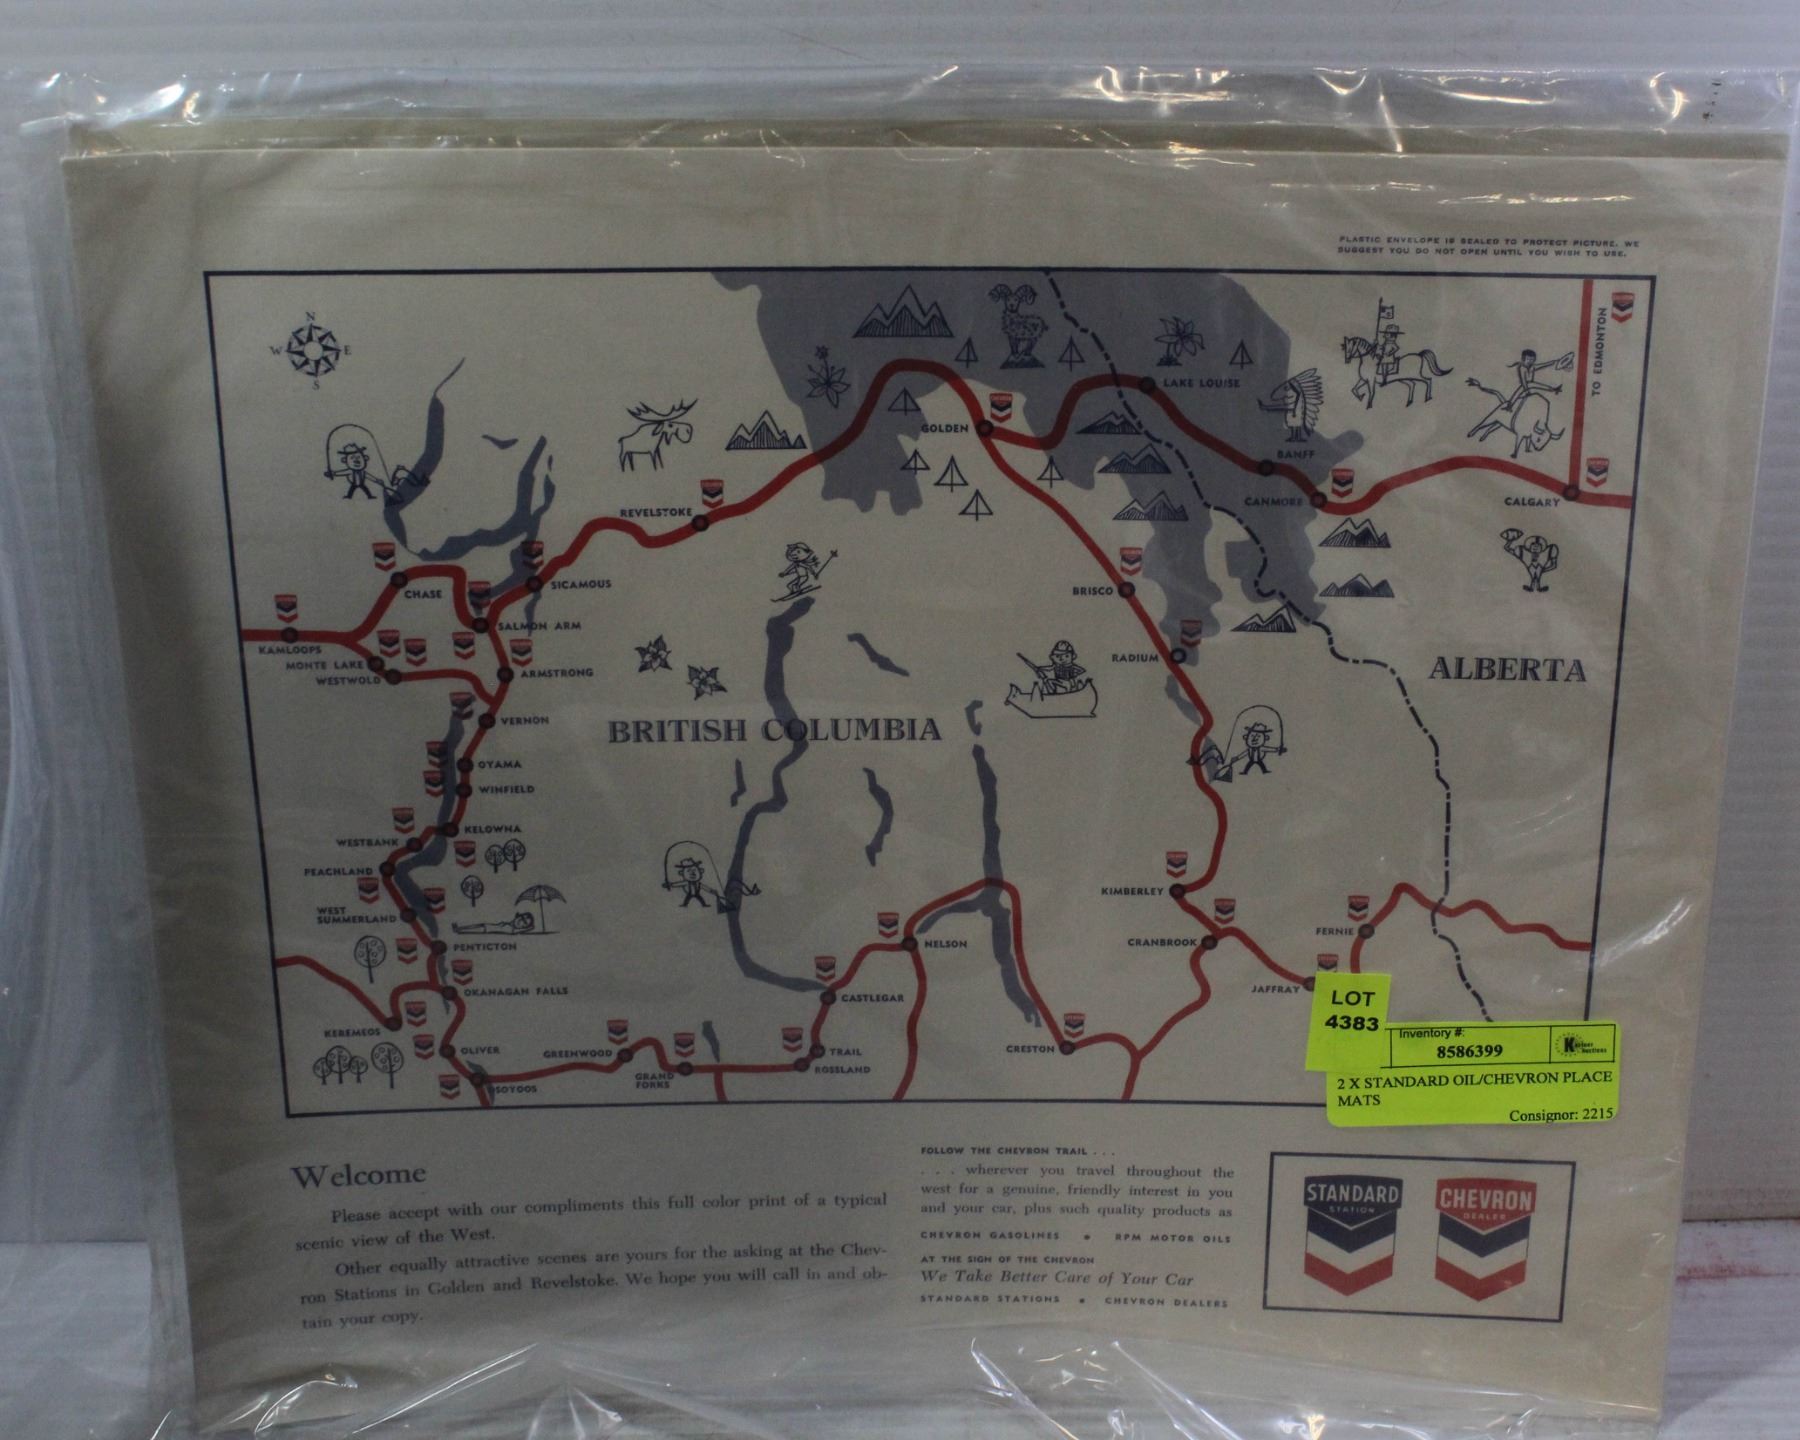 PLASTIC ENVELOPE IS SEALED TO PROTECT PICTURE. WE
SUGGEST YOU DO NOT OPEN UNTIL YOU WISH TO USE.
N
W E
S
TO EDMONTON
LAKE LOUISE
GOLDEN
BANFF
CANMORE
CALGARY
REVELSTOKE
SICAMOUS
CHASE
BRISCO
SALMON ARM
KAMLOOPS
MONTE LAKE
WESTWOLD
ARMSTRONG
RADIUM
ALBERTA
VERNON
BRITISH COLUMBIA
OYAMA
WINFIELD
KELOWNA
WESTBANK
PEACHLAND
KIMBERLEY
WEST
SUMMERLAND
PENTICTON
NELSON
CRANBROOK
FERNIE
OKANAGAN FALLS
CASTLEGAR
JAFFRAY
KEREMEOS
OLIVER
GREENWOOD
TRAIL
CRESTON
GRAND
FORKS
ROSSLAND
OSOYOOS
LOT
4383
Inventory #:
8586399
2 X STANDARD OIL/CHEVRON PLACE
MATS
Consignor: 2215
Welcome
Please accept with our compliments this full color print of a typical
scenic view of the West.
Other equally attractive scenes are yours for the asking at the Chev-
ron Stations in Golden and Revelstoke. We hope you will call in and ob-
tain your copy.
FOLLOW THE CHEVRON TRAIL . . .
. . . wherever you travel throughout the
west for a genuine, friendly interest in you
and your car, plus such quality products as
CHEVRON GASOLINES • RPM MOTOR OILS
AT THE SIGN OF THE CHEVRON
We Take Better Care of Your Car
STANDARD STATIONS • CHEVRON DEALERS
STANDARD
STATION
CHEVRON
DEALER